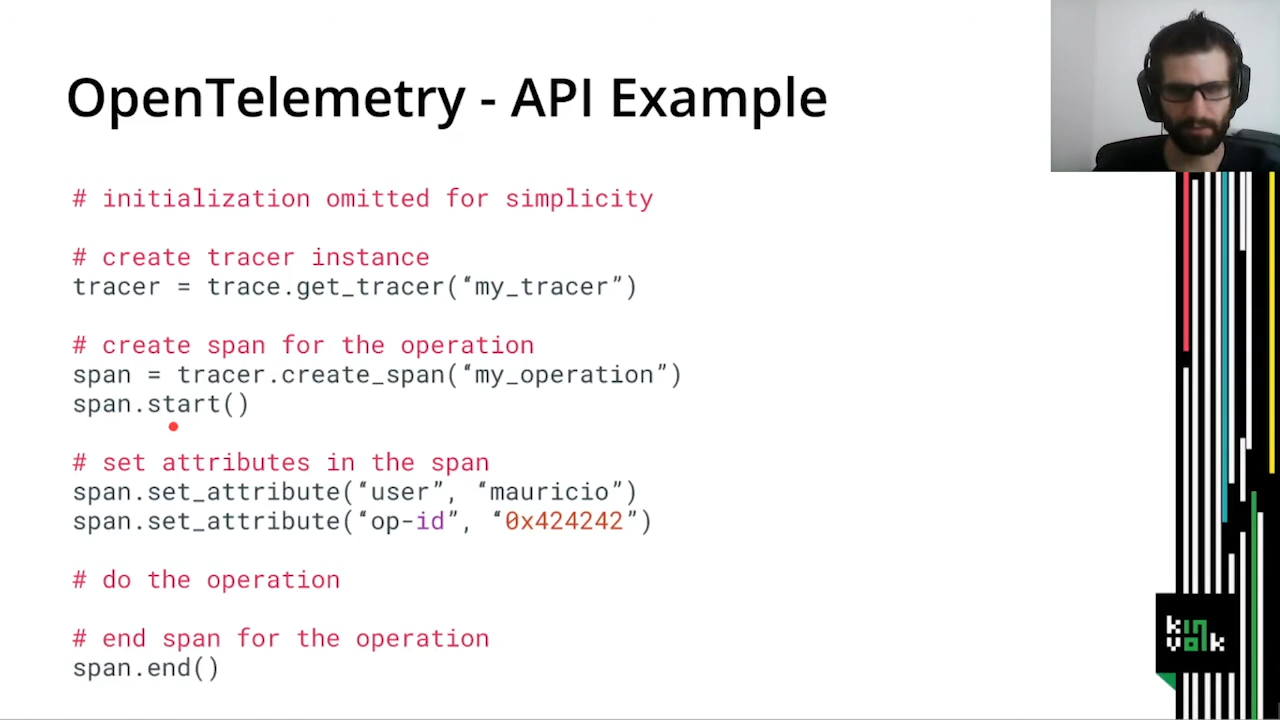 OpenTelemetry - API Example
# initialization omitted for simplicity
# create tracer instance
tracer = trace.get_tracer(“my_tracer”)
# create span for the operation
span = tracer.create_span(“my_operation”)
span.start()
# set attributes in the span
span.set_attribute(“user”, “mauricio”)
span.set_attribute(“op-id”, “0x424242”)
# do the operation
# end span for the operation
span.end()
kinvolk